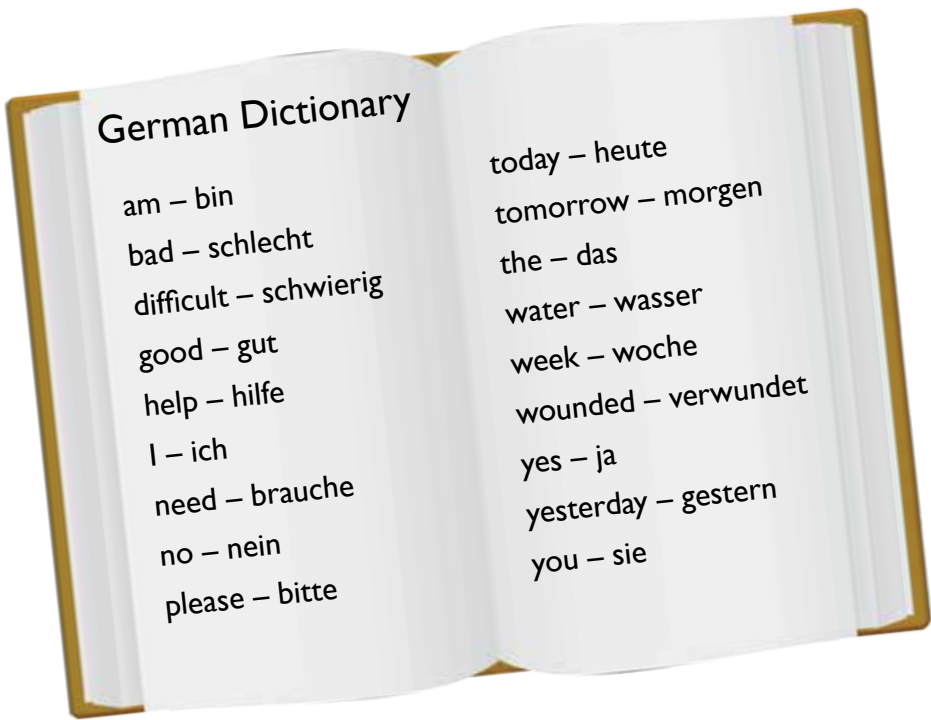 German Dictionary
am – bin
bad – schlecht
difficult – schwierig
good – gut
help – hilfe
I – ich
need – brauche
no – nein
please – bitte
today – heute
tomorrow – morgen
the – das
water – wasser
week – woche
wounded – verwundet
yes – ja
yesterday – gestern
you – sie